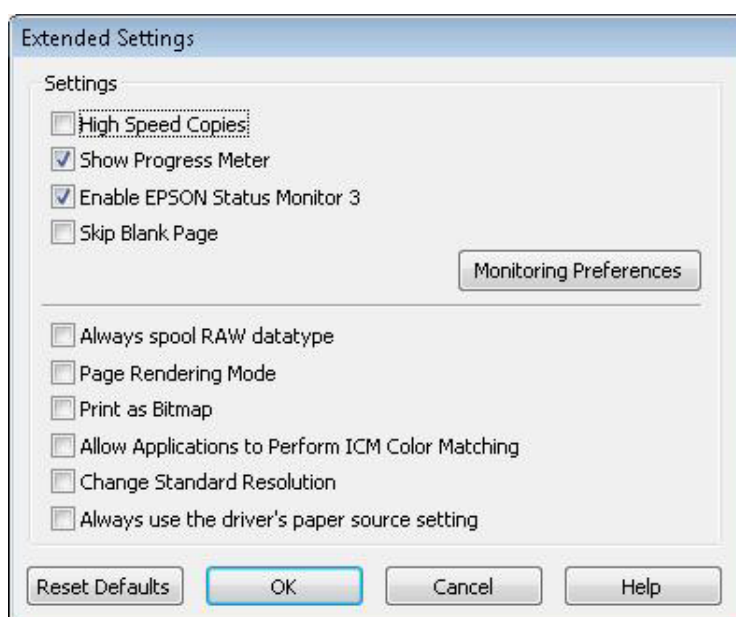 Extended Settings
Settings
High Speed Copies
Show Progress Meter
Enable EPSON Status Monitor 3
Skip Blank Page
Monitoring Preferences
Always spool RAW datatype
Page Rendering Mode
Print as Bitmap
Allow Applications to Perform ICM Color Matching
Change Standard Resolution
Always use the driver's paper source setting
Reset Defaults OK Cancel Help